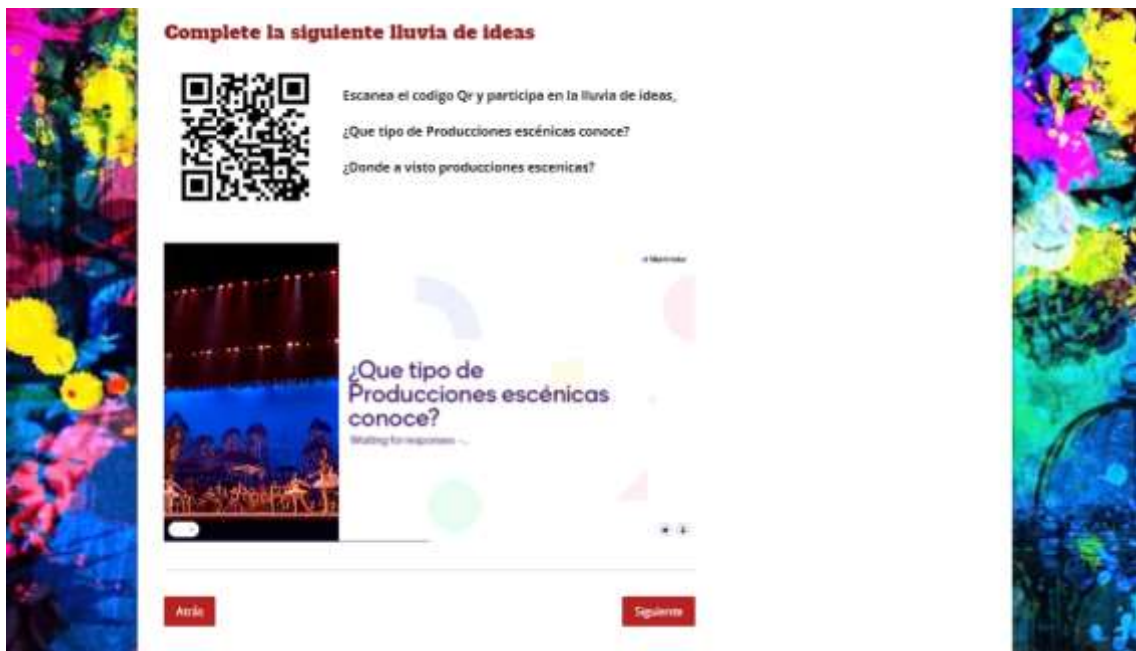 Complete la siguiente lluvia de ideas
Escanea el codigo Qr y participa en la lluvia de ideas,
¿Que tipo de Producciones escénicas conoce?
¿Donde a visto producciones escenicas?
¿Que tipo de
Producciones escénicas
conoce?
Waiting for responses
Atrás
Siguiente